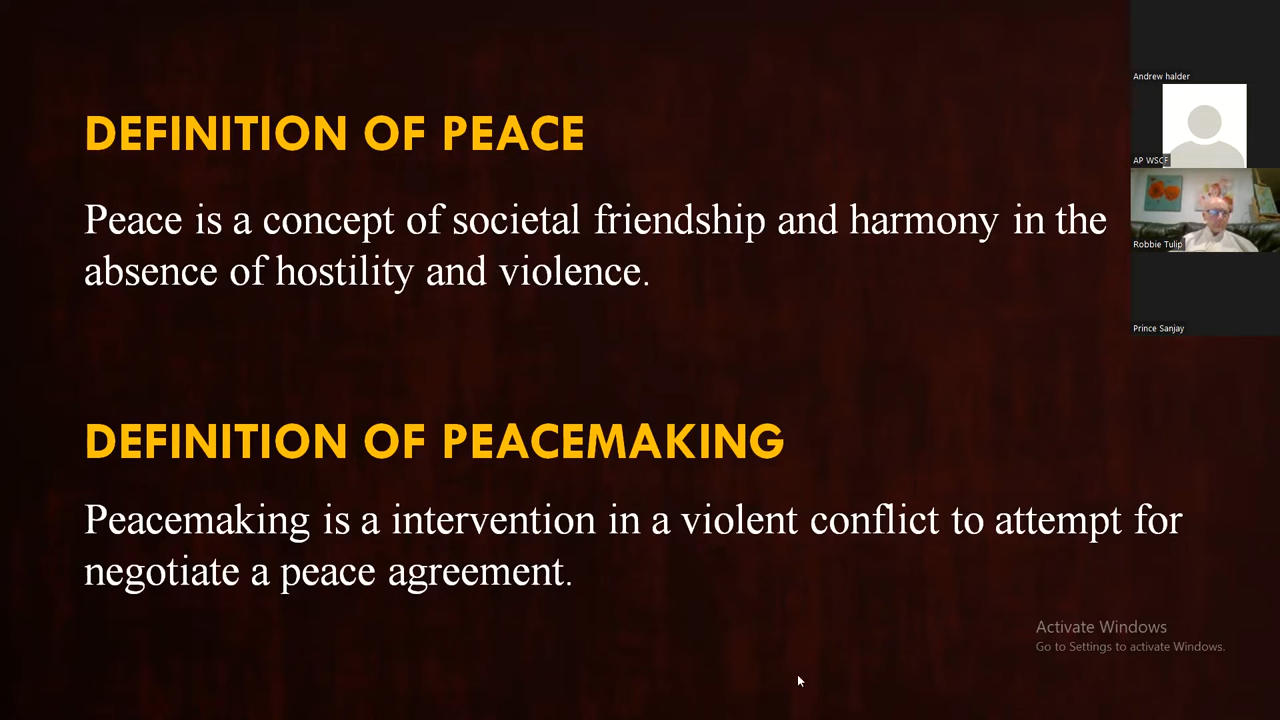 DEFINITION OF PEACE
Peace is a concept of societal friendship and harmony in the
absence of hostility and violence.
DEFINITION OF PEACEMAKING
Peacemaking is a intervention in a violent conflict to attempt for
negotiate a peace agreement.
Andrew halder
AP WSCF
Robbie Tulip
Prince Sanjay
Activate Windows
Go to Settings to activate Windows.